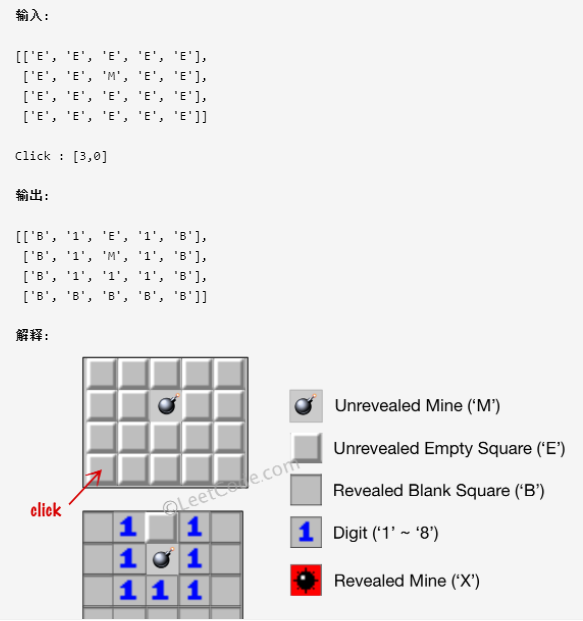 输入:
[['E', 'E', 'E', 'E', 'E'],
['E', 'E', 'M', 'E', 'E'],
['E', 'E', 'E', 'E', 'E'],
['E', 'E', 'E', 'E', 'E']]
Click : [3,0]
输出:
[['B', '1', 'E', '1', 'B'],
['B', '1', 'M', '1', 'B'],
['B', '1', '1', '1', 'B'],
['B', 'B', 'B', 'B', 'B']]
解释:
Unrevealed Mine ('M')
Unrevealed Empty Square ('E')
©LeetCode.com
Revealed Blank Square ('B')
click
1 1
1 Digit ('1' ~ '8')
1 1
1 1 1
Revealed Mine ('X')